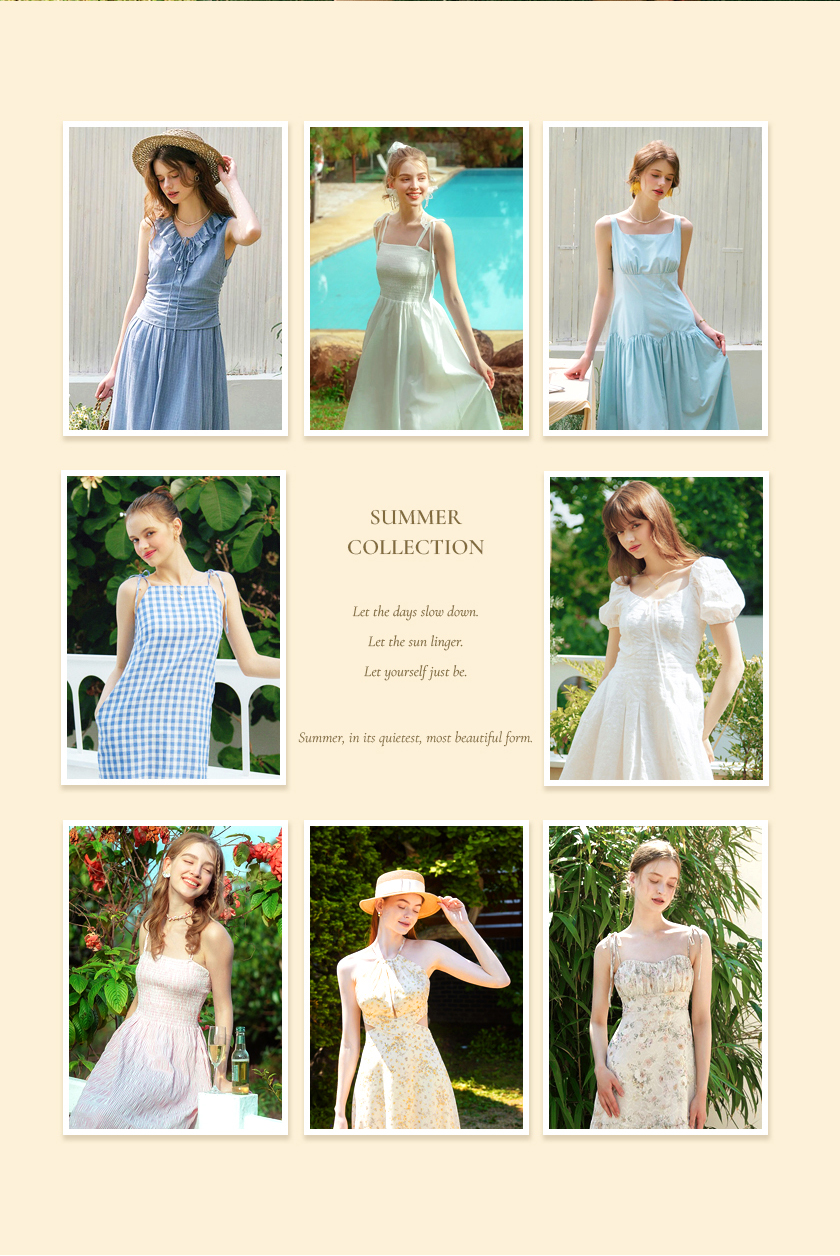 SUMMER
COLLECTION
Let the days slow down.
Let the sun linger.
Let yourself just be.
Summer, in its quietest, most beautiful form.